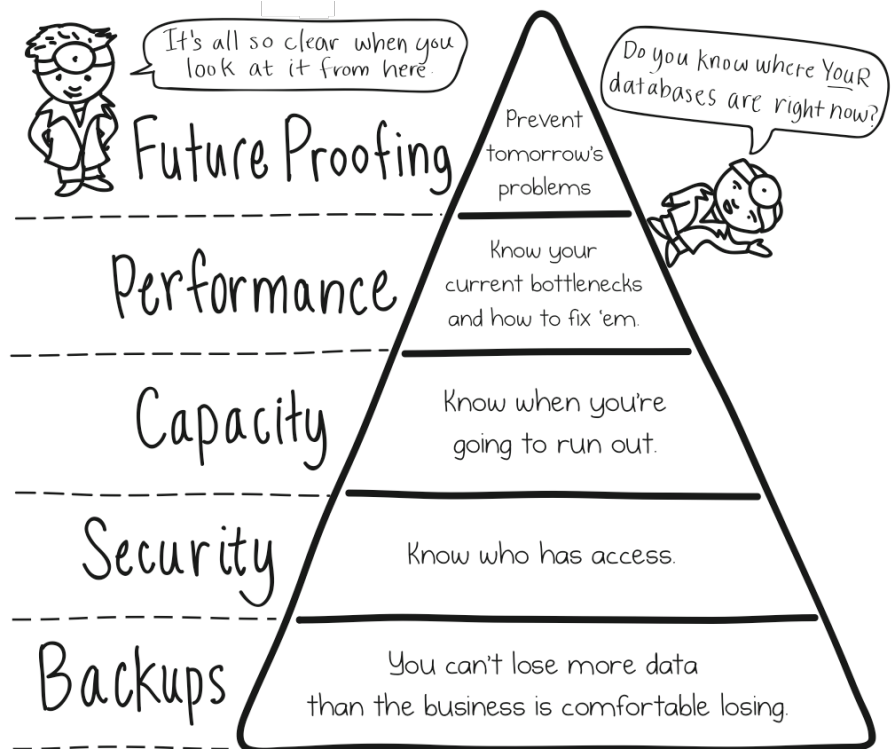 It's all so clear when you
look at it from here.
Do you know where YOUR
databases are right now?
Future Proofing
Prevent
tomorrow's
problems
Performance
Know your
current bottlenecks
and how to fix 'em.
Capacity
Know when you're
going to run out.
Security
Know who has access.
Backups
You can't lose more data
than the business is comfortable losing.